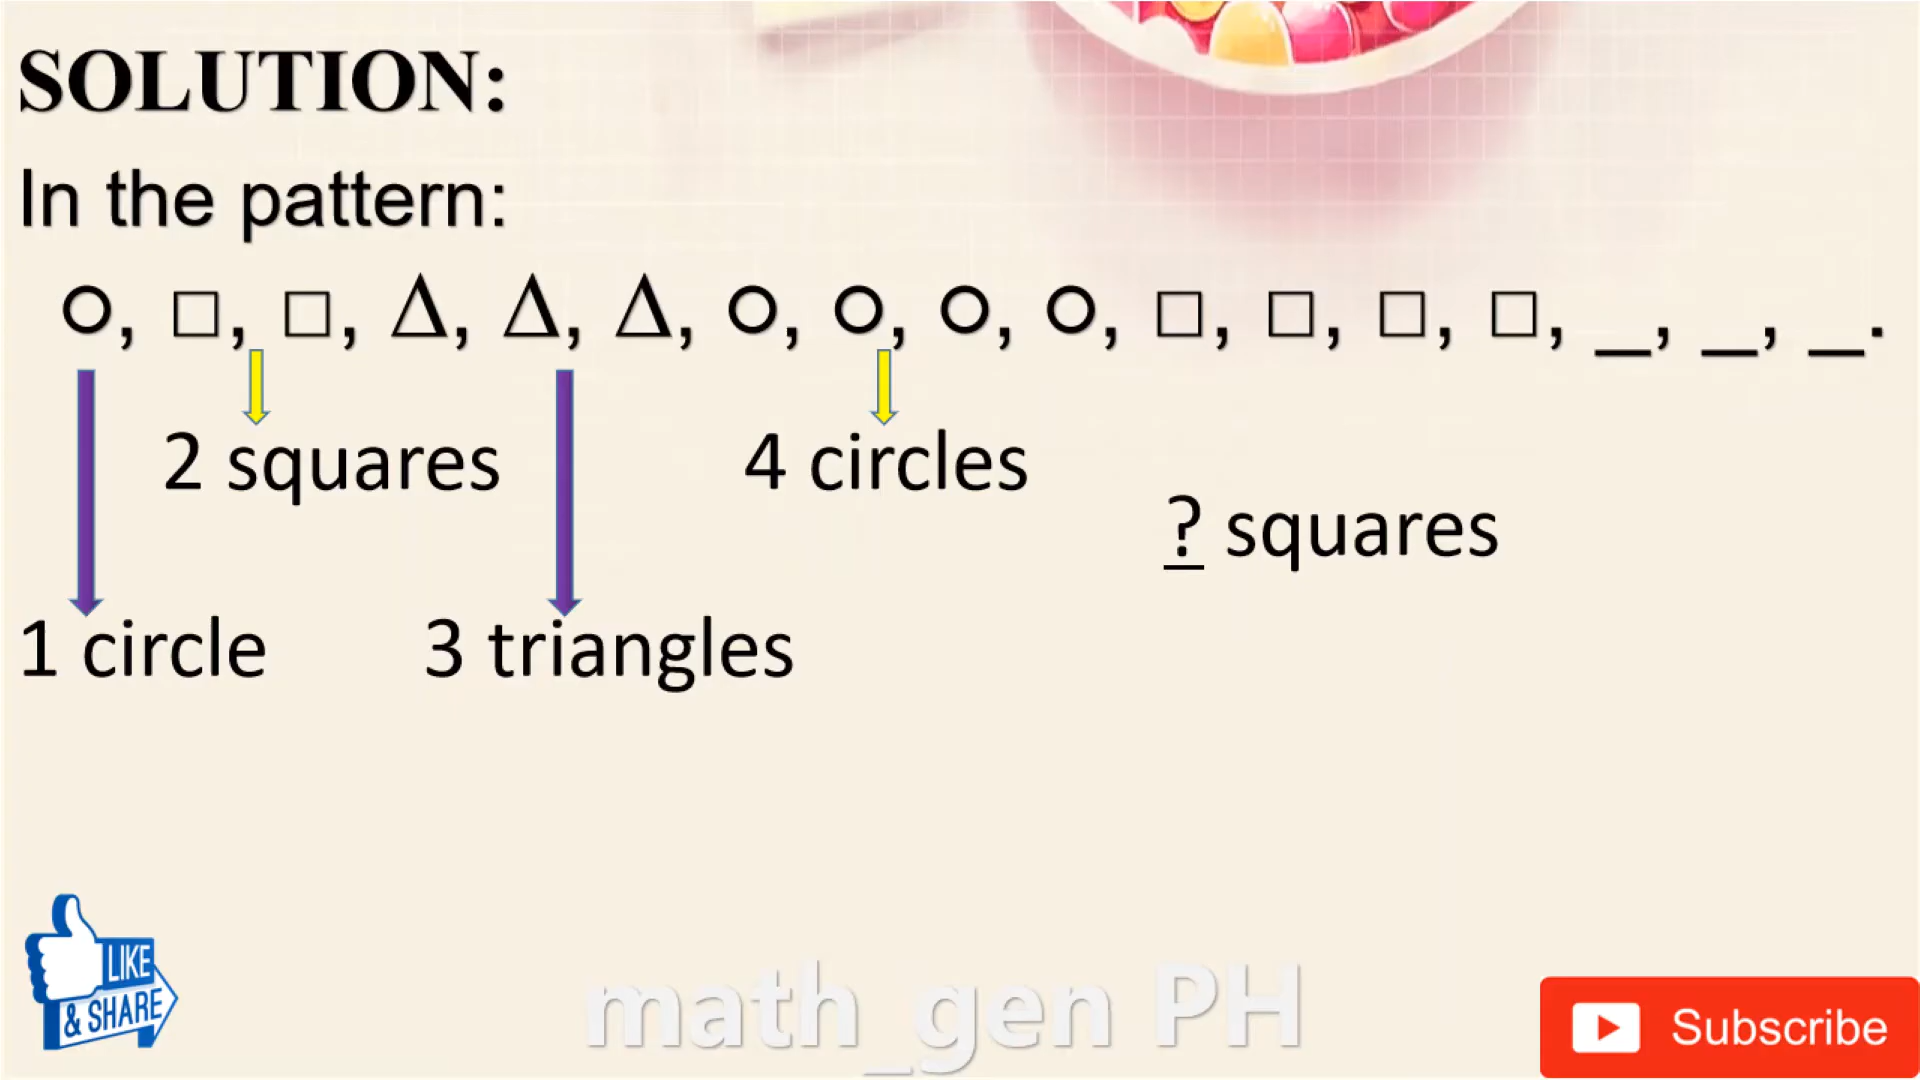 SOLUTION:
In the pattern:
○, □, □, Δ, Δ, Δ, ○, ○, ○, ○, □, □, □, □, _, _, _.
2 squares
4 circles
? squares
1 circle
3 triangles
LIKE
& SHARE
math_gen PH
Subscribe